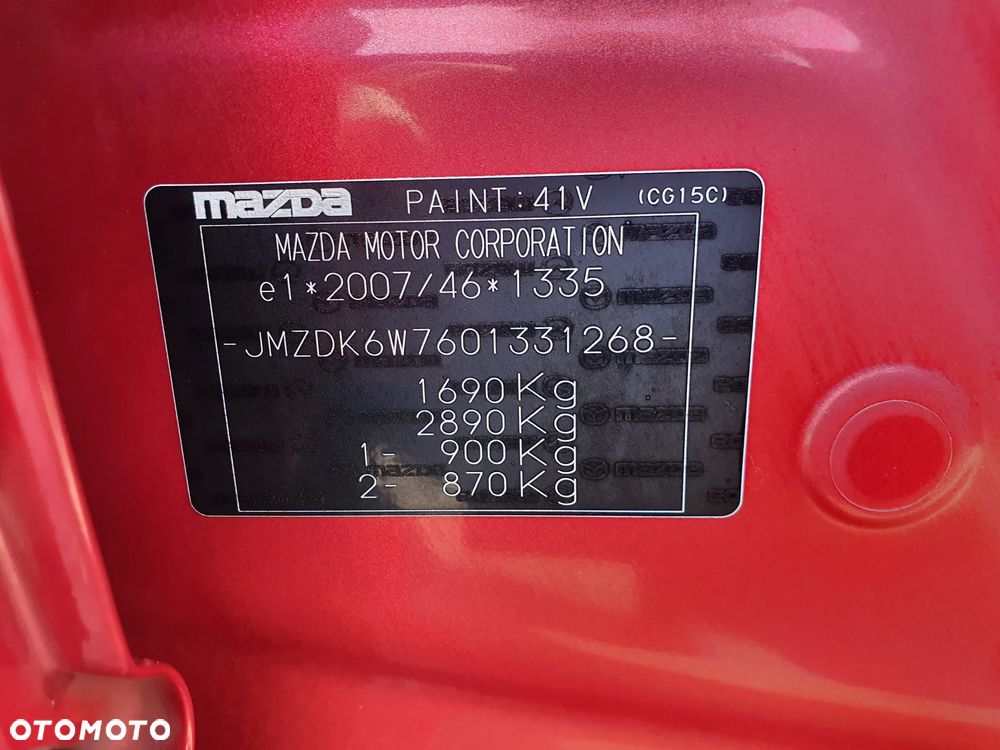 mazda PAINT:41V (CG15C)
MAZDA MOTOR CORPORATION
e1*2007/46*1335
-JMZDK6W7601331268-
1690Kg
2890Kg
1- 900Kg
2- 870Kg
OTOMOTO